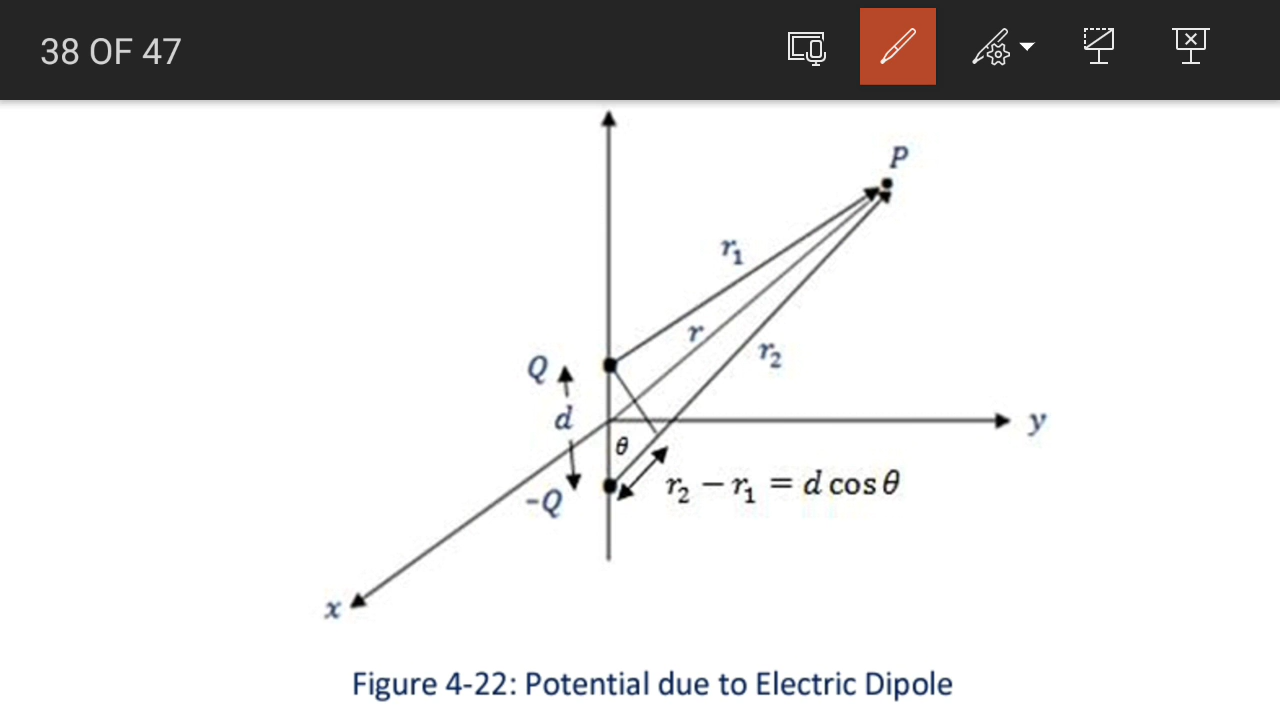 38 OF 47
P
r₁
r
r₂
Q
d
θ
-Q
y
r₂ − r₁ = d cos θ
x
Figure 4-22: Potential due to Electric Dipole